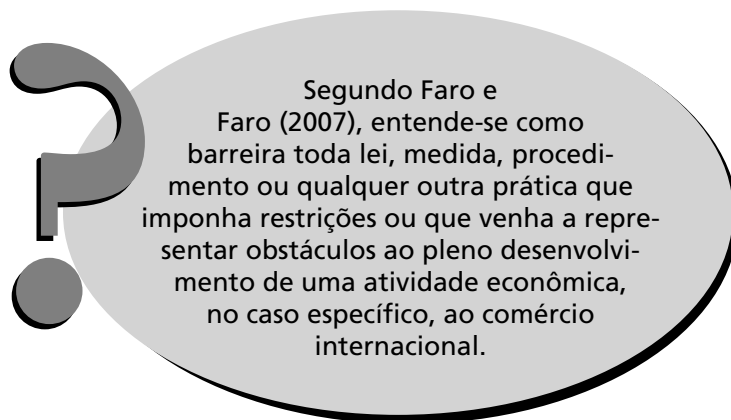 Segundo Faro e
Faro (2007), entende-se como
barreira toda lei, medida, procedi-
mento ou qualquer outra prática que
imponha restrições ou que venha a repre-
sentar obstáculos ao pleno desenvolvi-
mento de uma atividade econômica,
no caso específico, ao comércio
internacional.